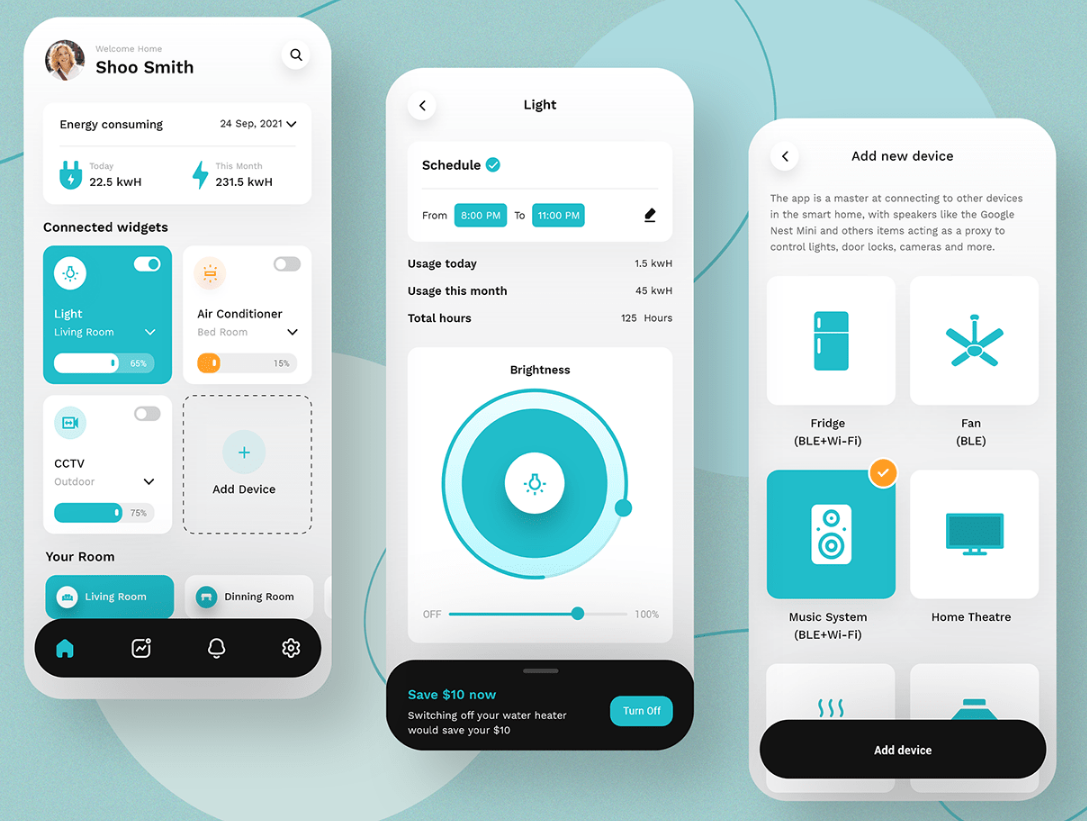 Welcome Home
Shoo Smith
Energy consuming
24 Sep, 2021
Today
22.5 kwH
This Month
231.5 kwH
Connected widgets
Light
Living Room
65%
Air Conditioner
Bed Room
15%
CCTV
Outdoor
75%
Add Device
Your Room
Living Room
Dinning Room
Light
Schedule
From 8:00 PM To 11:00 PM
Usage today 1.5 kwH
Usage this month 45 kwH
Total hours 125 Hours
Brightness
OFF 100%
Save $10 now
Switching off your water heater
would save your $10
Turn Off
Add new device
The app is a master at connecting to other devices
in the smart home, with speakers like the Google
Nest Mini and others items acting as a proxy to
control lights, door locks, cameras and more.
Fridge
(BLE+Wi-Fi)
Fan
(BLE)
Music System
(BLE+Wi-Fi)
Home Theatre
Add device